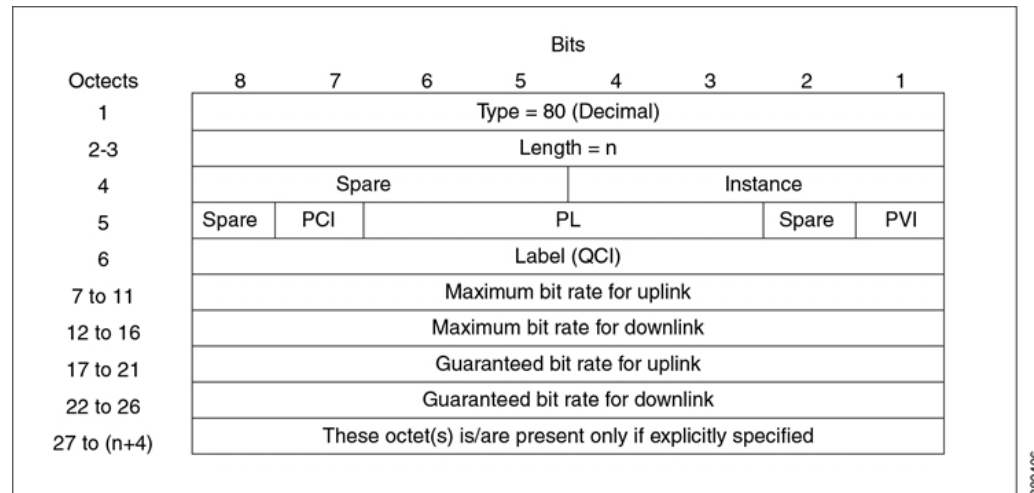 Bits
Octects 8 7 6 5 4 3 2 1
1 Type = 80 (Decimal)
2-3 Length = n
4 Spare Instance
5 Spare PCI PL Spare PVI
6 Label (QCI)
7 to 11 Maximum bit rate for uplink
12 to 16 Maximum bit rate for downlink
17 to 21 Guaranteed bit rate for uplink
22 to 26 Guaranteed bit rate for downlink
27 to (n+4) These octet(s) is/are present only if explicitly specified